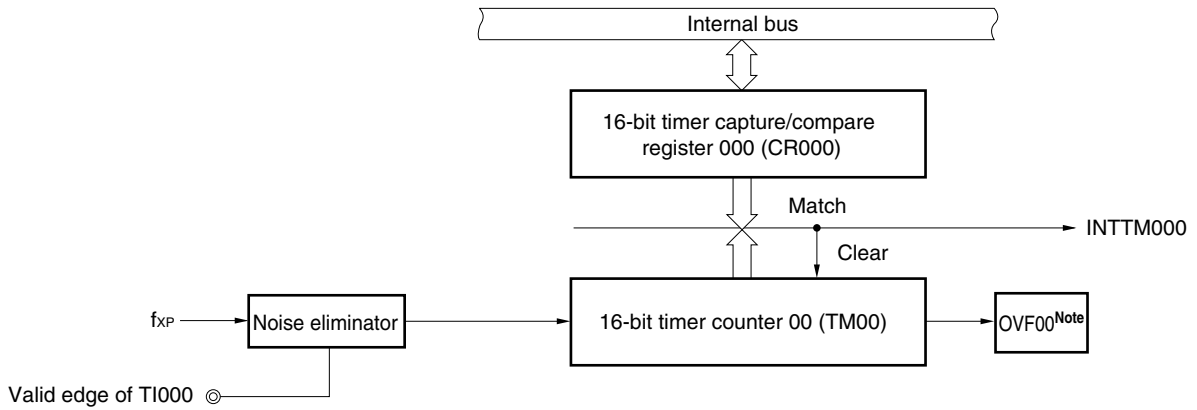 Internal bus
16-bit timer capture/compare
register 000 (CR000)
Match
INTTM000
Clear
fXP
Noise eliminator
16-bit timer counter 00 (TM00)
OVF00Note
Valid edge of TI000